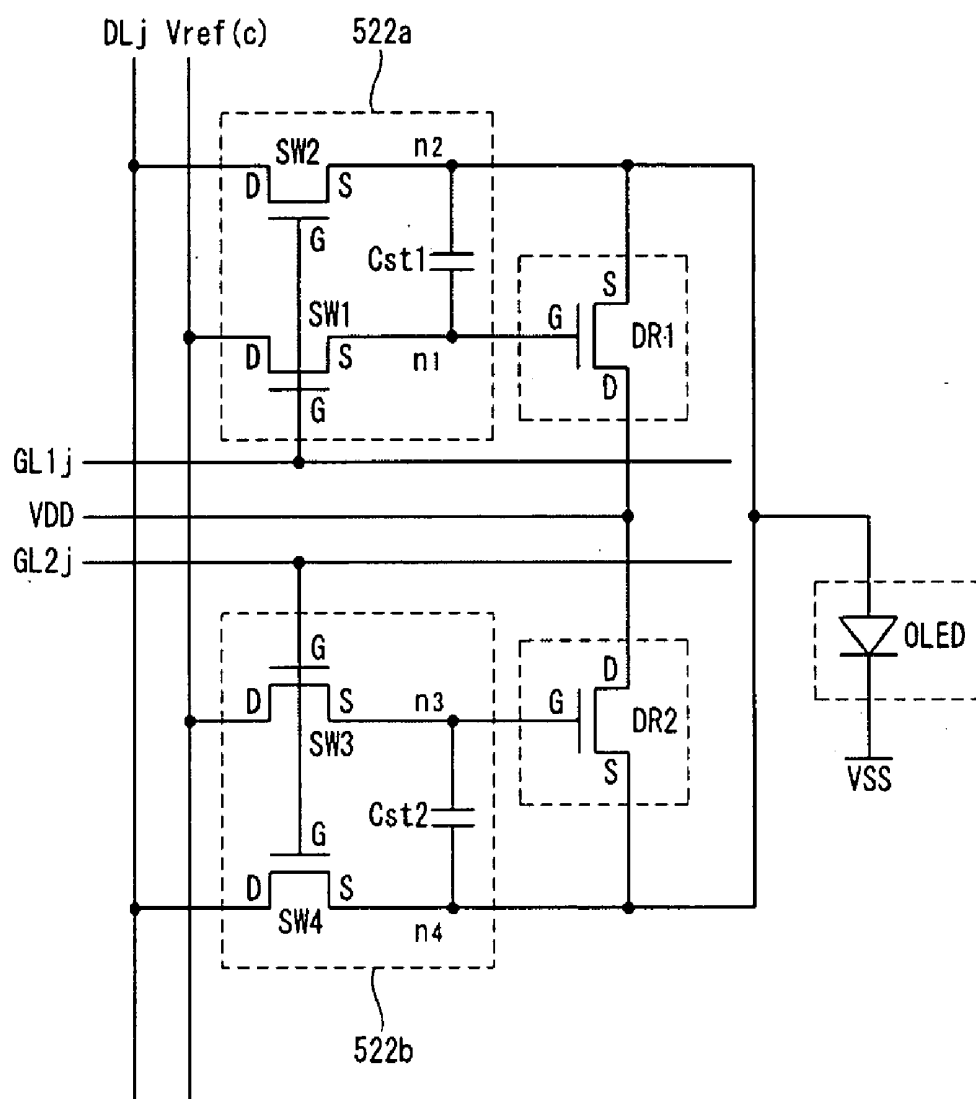 DLj Vref(c)
522a
SW2
n2
D
S
G
Cst1
SW1
S
G
DR1
D
S
n1
D
G
GL1j
VDD
GL2j
G
D
OLED
D
S
n3
G
DR2
SW3
S
VSS
Cst2
G
D
S
SW4
n4
522b